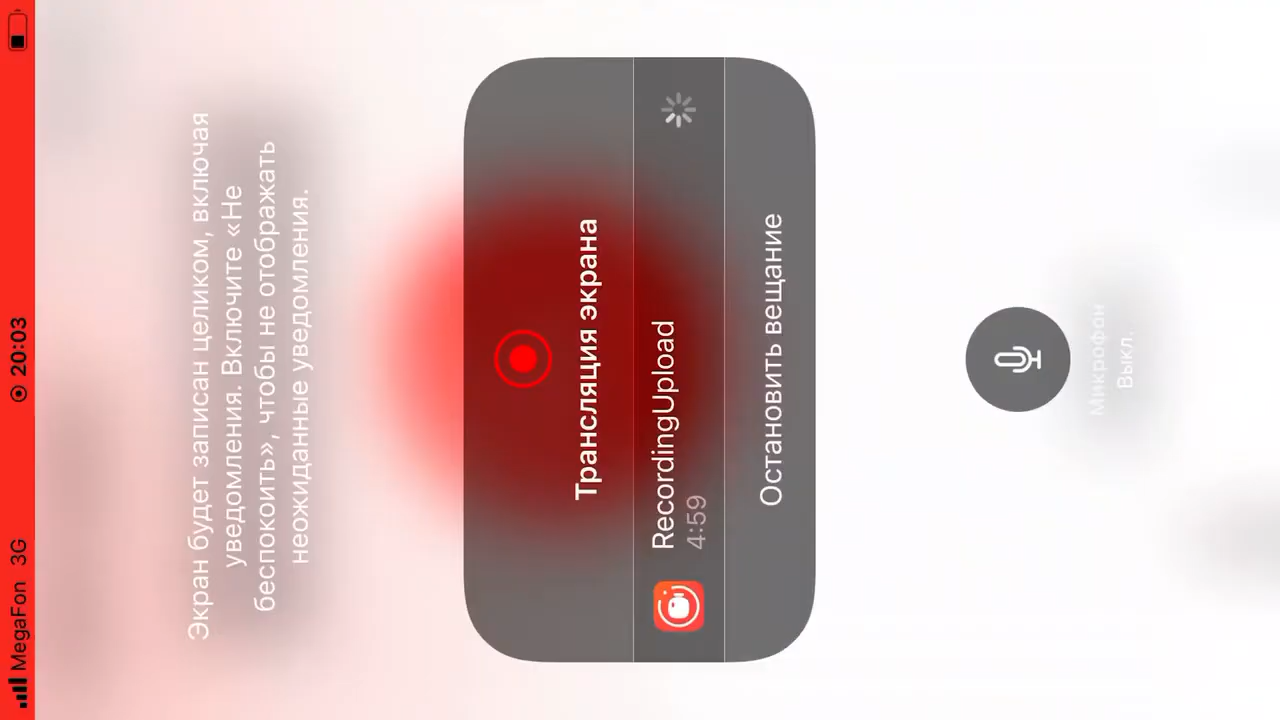 MegaFon 3G 20:03
Экран будет записан целиком, включая
уведомления. Включите «Не
беспокоить», чтобы не отображать
неожиданные уведомления.
Трансляция экрана
RecordingUpload
4:59
Остановить вещание
Микрофон
Выкл.